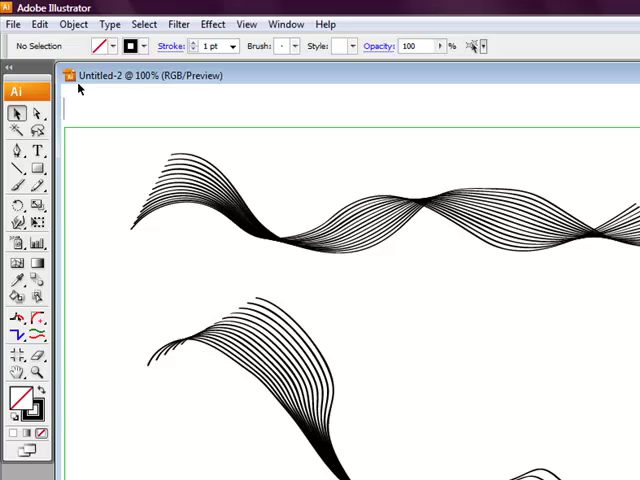 Adobe Illustrator
File Edit Object Type Select Filter Effect View Window Help
No Selection Stroke: 1 pt Brush: Style: Opacity: 100 %
Untitled-2 @ 100% (RGB/Preview)
Ai
T